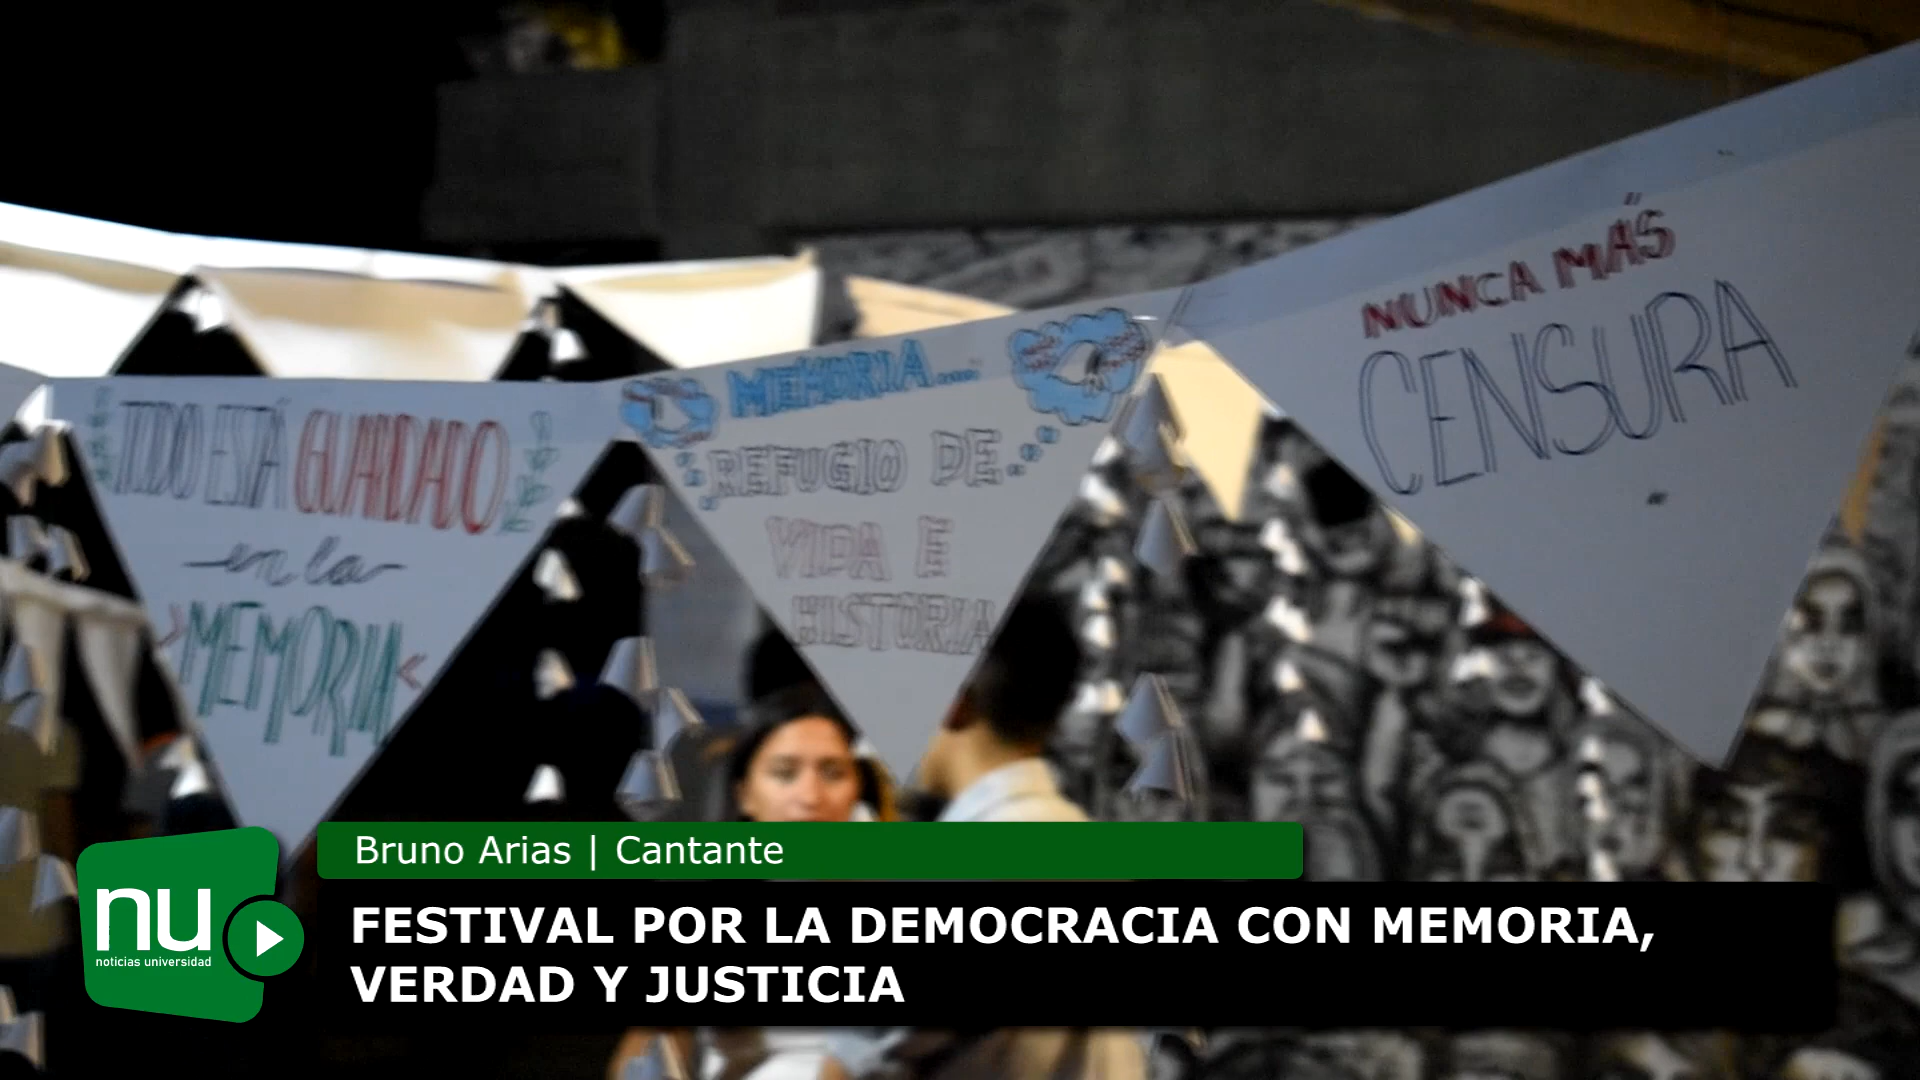 TODO ESTÁ GUARDADO
en la
MEMORIA
MEMORIA...
REFUGIO DE
VIDA E
HISTORIA
NUNCA MÁS
CENSURA
Bruno Arias | Cantante
FESTIVAL POR LA DEMOCRACIA CON MEMORIA,
VERDAD Y JUSTICIA
nu
noticias universidad